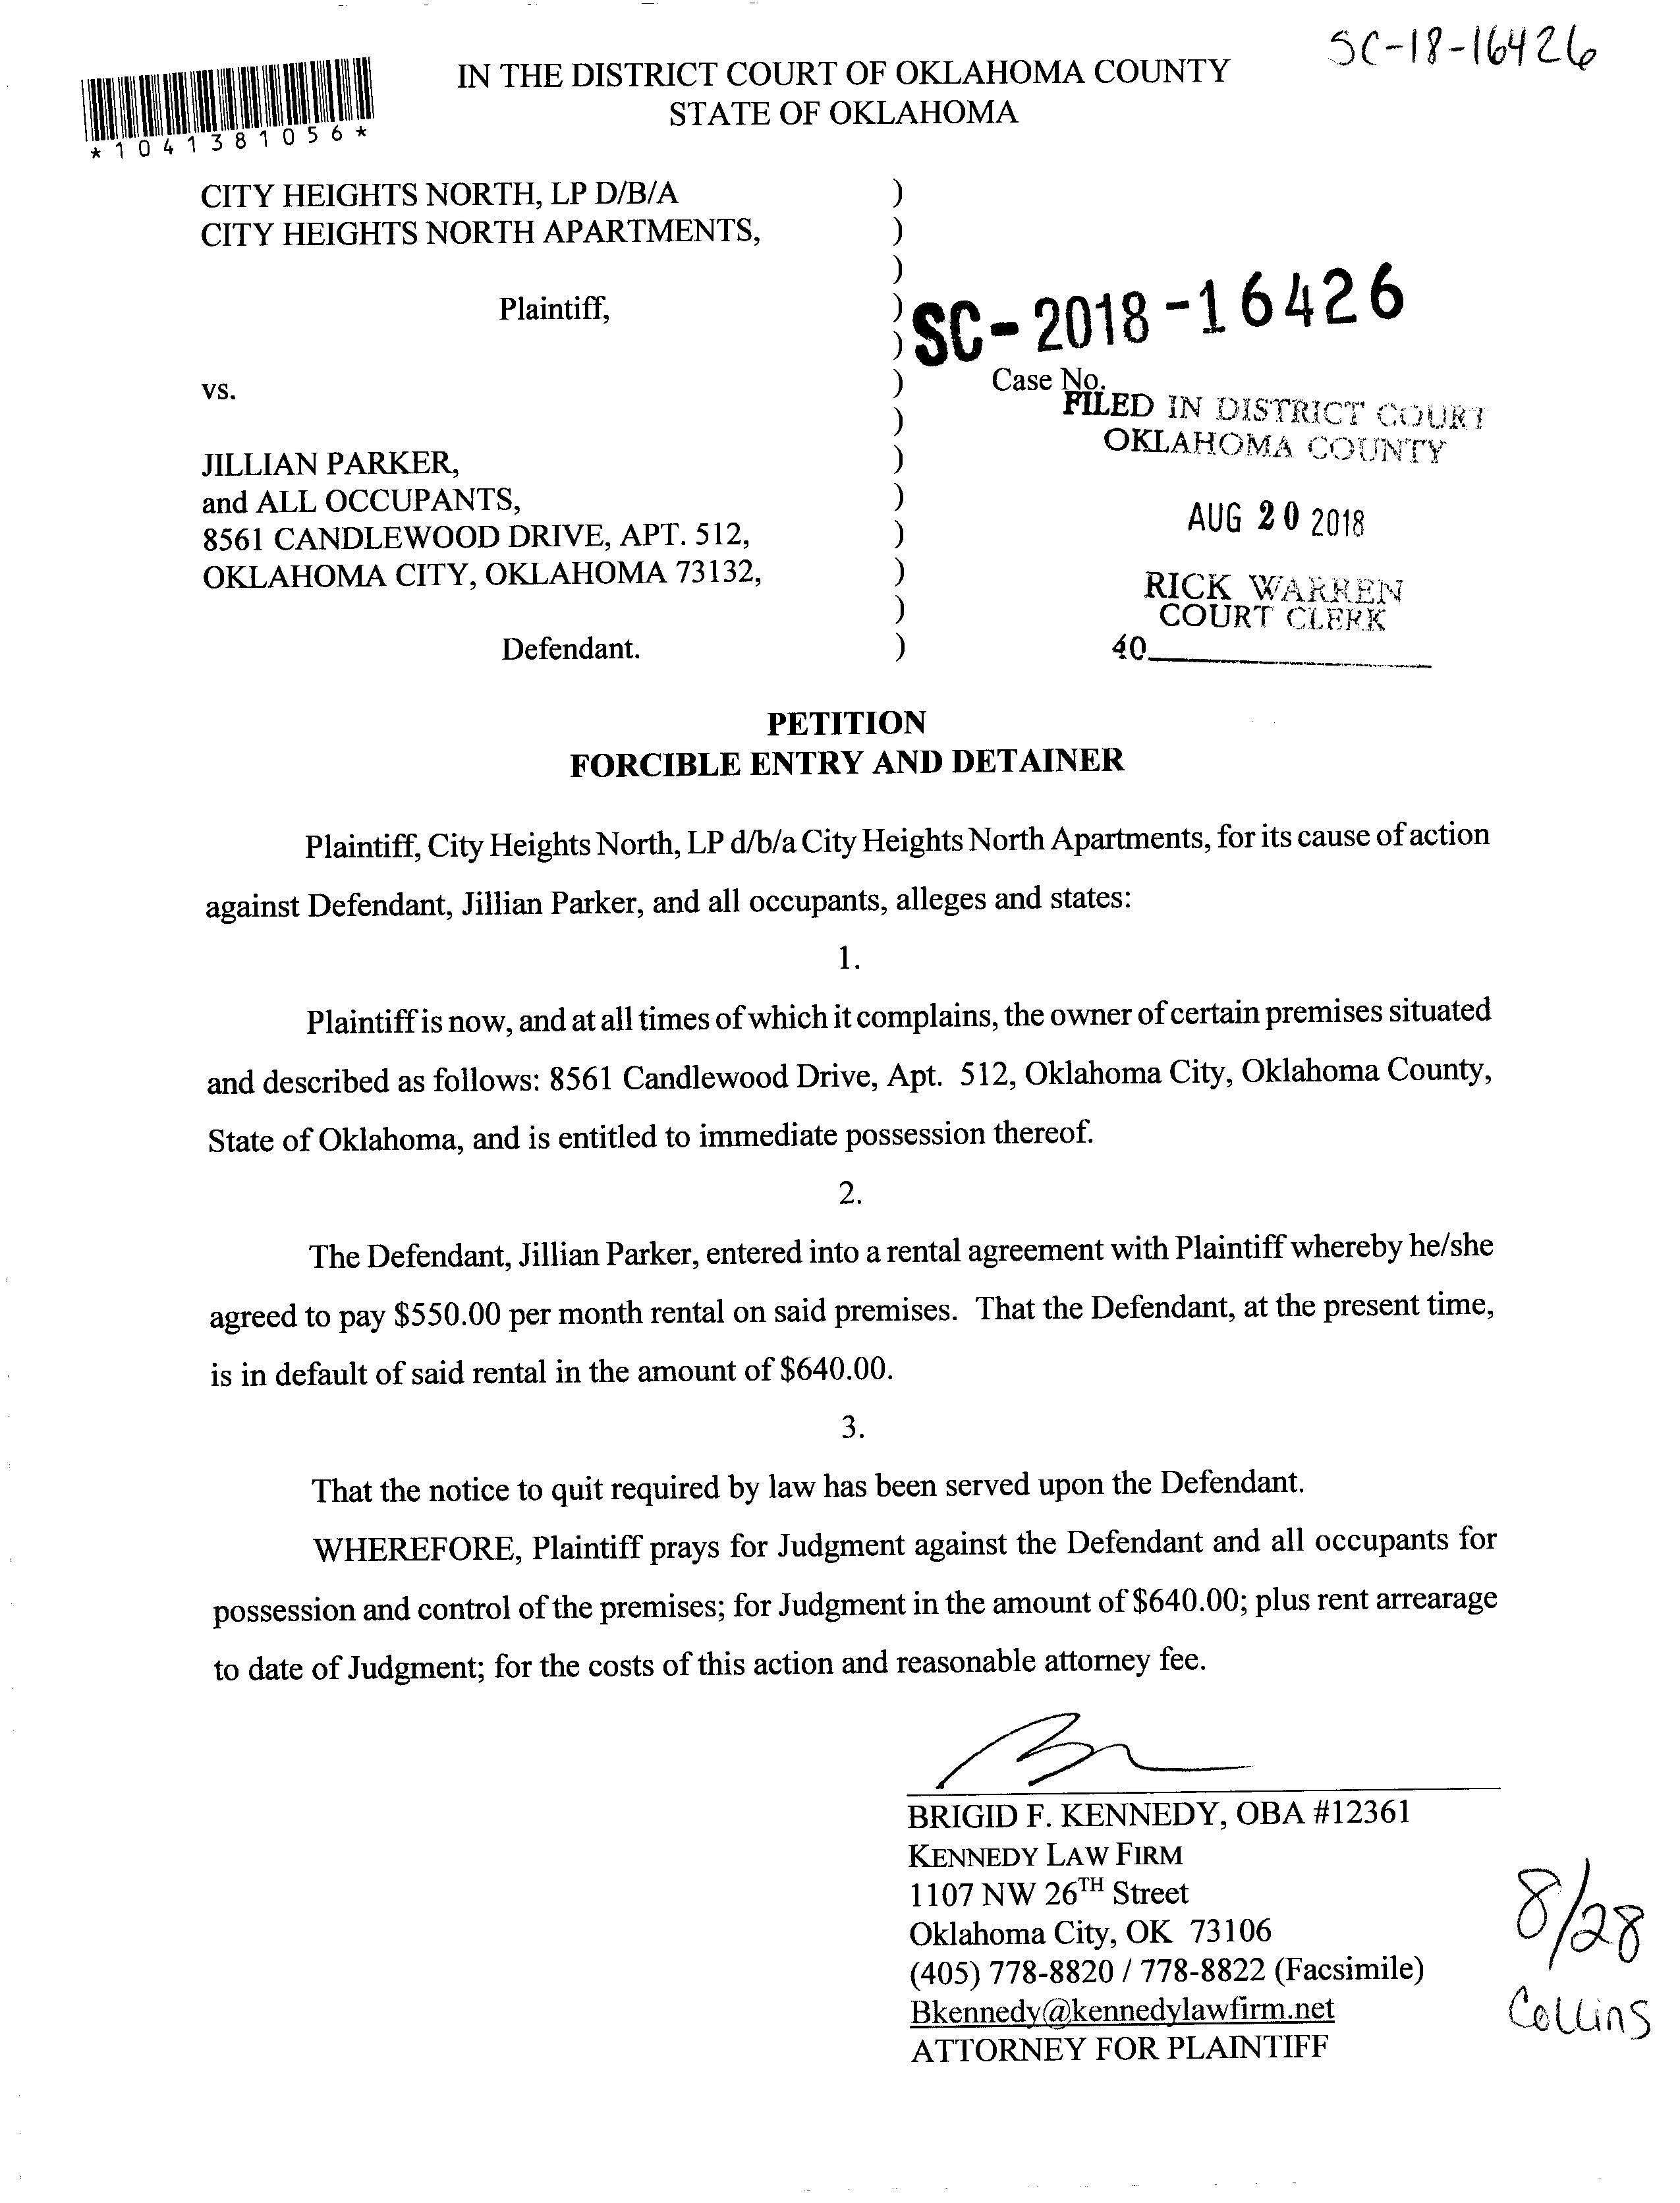 SC-18-16426
*1041381056*
IN THE DISTRICT COURT OF OKLAHOMA COUNTY
STATE OF OKLAHOMA
CITY HEIGHTS NORTH, LP D/B/A )
CITY HEIGHTS NORTH APARTMENTS, )
)
Plaintiff, )
) SC-2018-16426
vs. ) Case No.
) FILED IN DISTRICT COURT
OKLAHOMA COUNTY
JILLIAN PARKER, )
and ALL OCCUPANTS, )
8561 CANDLEWOOD DRIVE, APT. 512, ) AUG 20 2018
OKLAHOMA CITY, OKLAHOMA 73132, )
) RICK WARREN
COURT CLERK
Defendant. ) 40
PETITION
FORCIBLE ENTRY AND DETAINER
Plaintiff, City Heights North, LP d/b/a City Heights North Apartments, for its cause of action
against Defendant, Jillian Parker, and all occupants, alleges and states:
1.
Plaintiff is now, and at all times of which it complains, the owner of certain premises situated
and described as follows: 8561 Candlewood Drive, Apt. 512, Oklahoma City, Oklahoma County,
State of Oklahoma, and is entitled to immediate possession thereof.
2.
The Defendant, Jillian Parker, entered into a rental agreement with Plaintiff whereby he/she
agreed to pay $550.00 per month rental on said premises. That the Defendant, at the present time,
is in default of said rental in the amount of $640.00.
3.
That the notice to quit required by law has been served upon the Defendant.
WHEREFORE, Plaintiff prays for Judgment against the Defendant and all occupants for
possession and control of the premises; for Judgment in the amount of $640.00; plus rent arrearage
to date of Judgment; for the costs of this action and reasonable attorney fee.
BRIGID F. KENNEDY, OBA #12361
KENNEDY LAW FIRM
1107 NW 26TH Street
Oklahoma City, OK 73106
(405) 778-8820 / 778-8822 (Facsimile)
Bkennedy@kennedylawfirm.net
ATTORNEY FOR PLAINTIFF
8/28
Collins